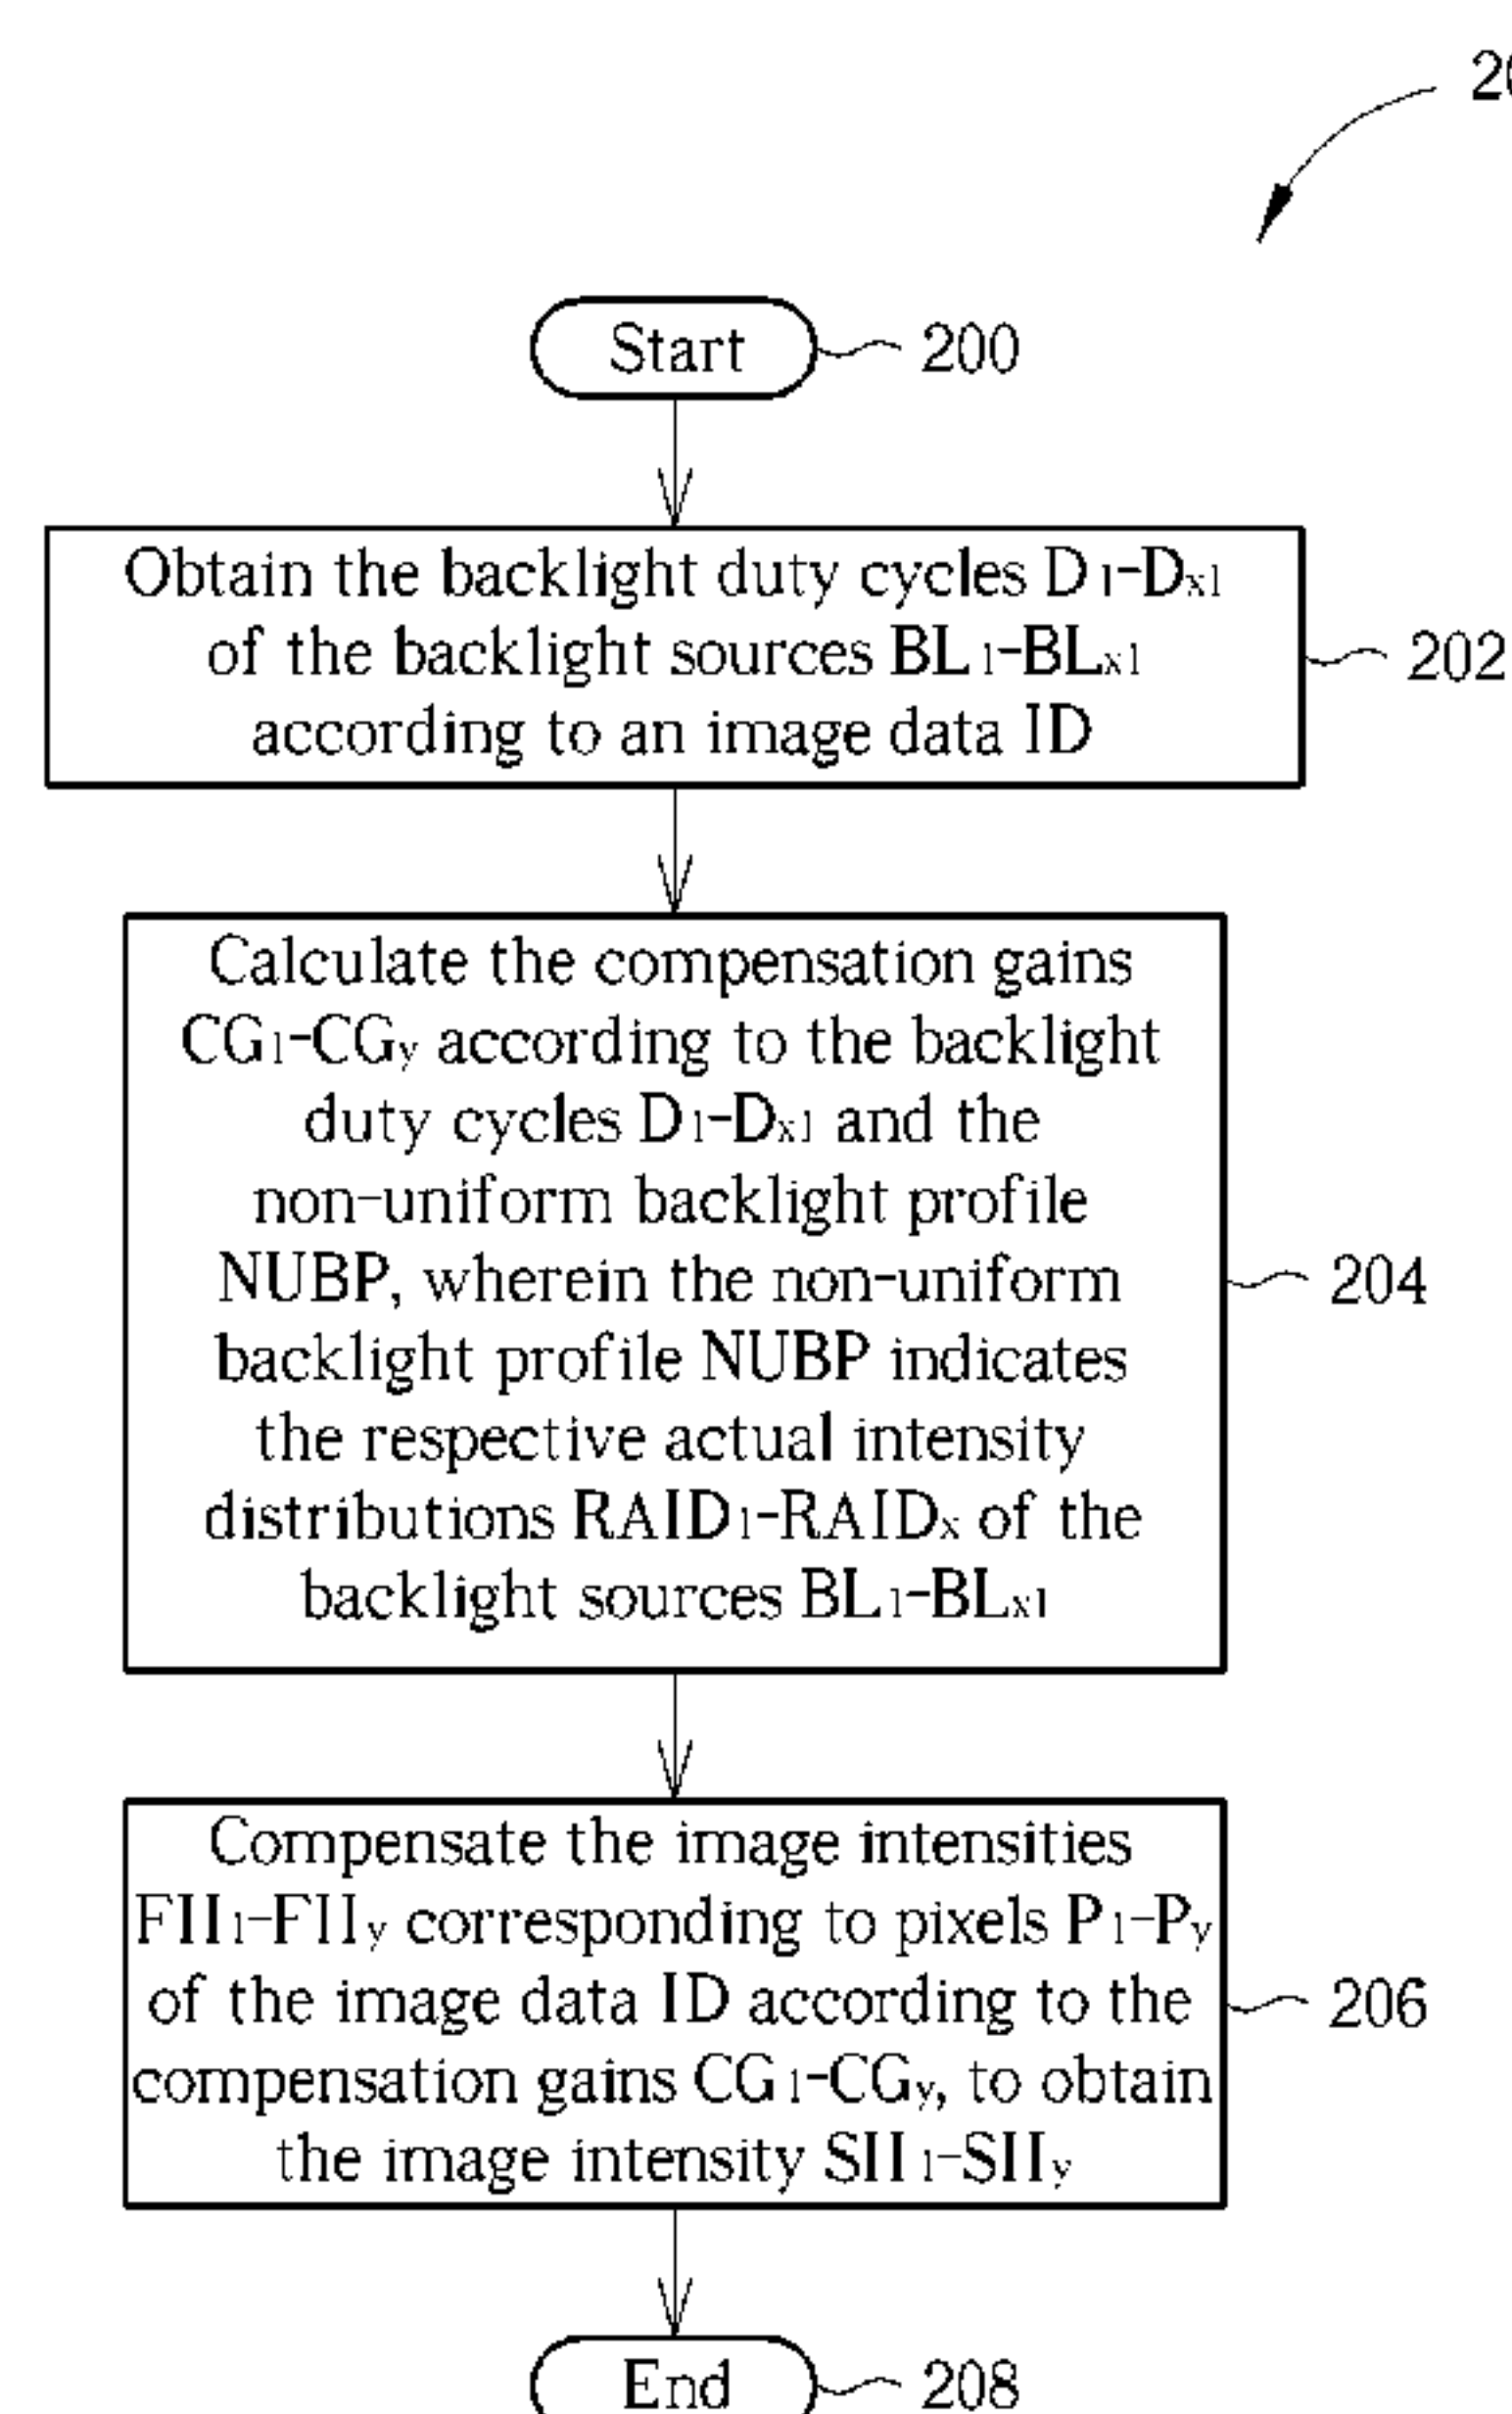 Start
200
Obtain the backlight duty cycles D1-Dx1
of the backlight sources BL1-BLx1
according to an image data ID
202
Calculate the compensation gains
CG1-CGy according to the backlight
duty cycles D1-Dx1 and the
non-uniform backlight profile
NUBP, wherein the non-uniform
backlight profile NUBP indicates
the respective actual intensity
distributions RAID1-RAIDx of the
backlight sources BL1-BLx1
204
Compensate the image intensities
FII1-FIIy corresponding to pixels P1-Py
of the image data ID according to the
compensation gains CG1-CGy, to obtain
the image intensity SII1-SIIy
206
End
208